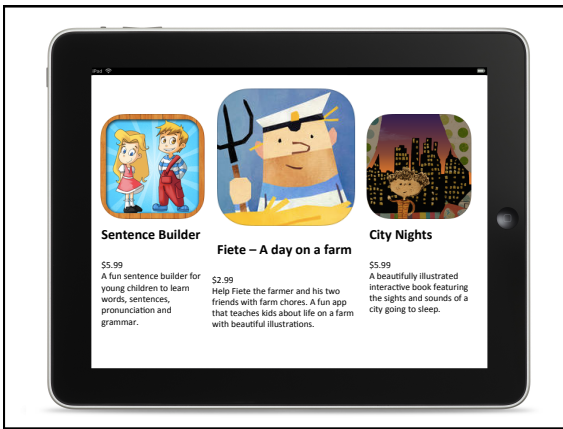 iPad
Sentence Builder
$5.99
A fun sentence builder for
young children to learn
words, sentences,
pronunciation and
grammar.
Fiete – A day on a farm
$2.99
Help Fiete the farmer and his two
friends with farm chores. A fun app
that teaches kids about life on a farm
with beautiful illustrations.
City Nights
$5.99
A beautifully illustrated
interactive book featuring
the sights and sounds of a
city going to sleep.